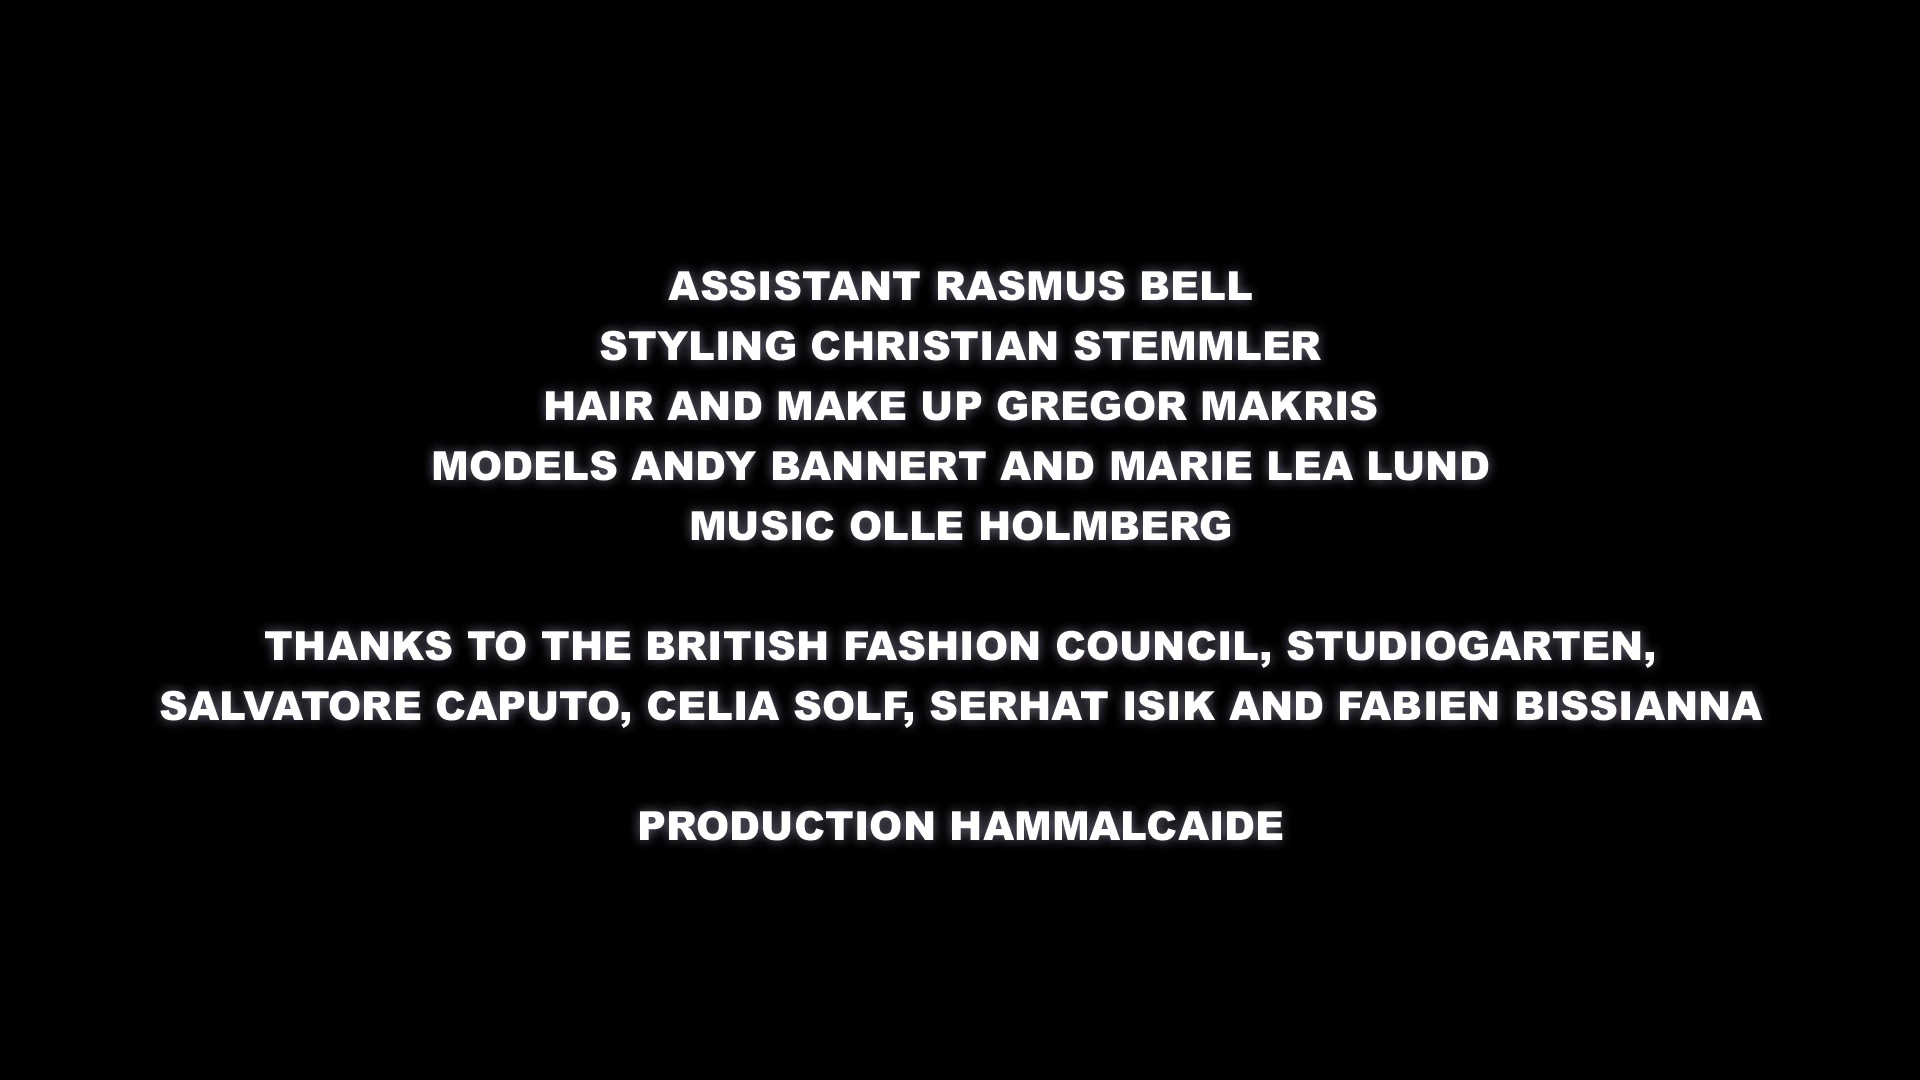 ASSISTANT RASMUS BELL
STYLING CHRISTIAN STEMMLER
HAIR AND MAKE UP GREGOR MAKRIS
MODELS ANDY BANNERT AND MARIE LEA LUND
MUSIC OLLE HOLMBERG
THANKS TO THE BRITISH FASHION COUNCIL, STUDIOGARTEN,
SALVATORE CAPUTO, CELIA SOLF, SERHAT ISIK AND FABIEN BISSIANNA
PRODUCTION HAMMALCAIDE